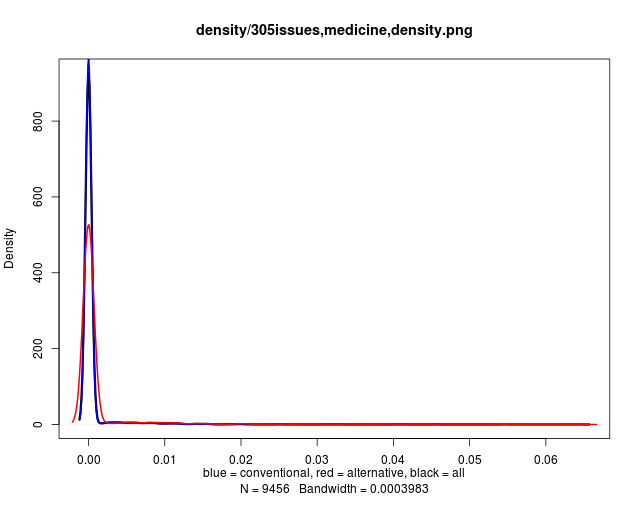 density/305issues,medicine,density.png
Density
0
200
400
600
800
0.00 0.01 0.02 0.03 0.04 0.05 0.06
blue = conventional, red = alternative, black = all
N = 9456 Bandwidth = 0.0003983